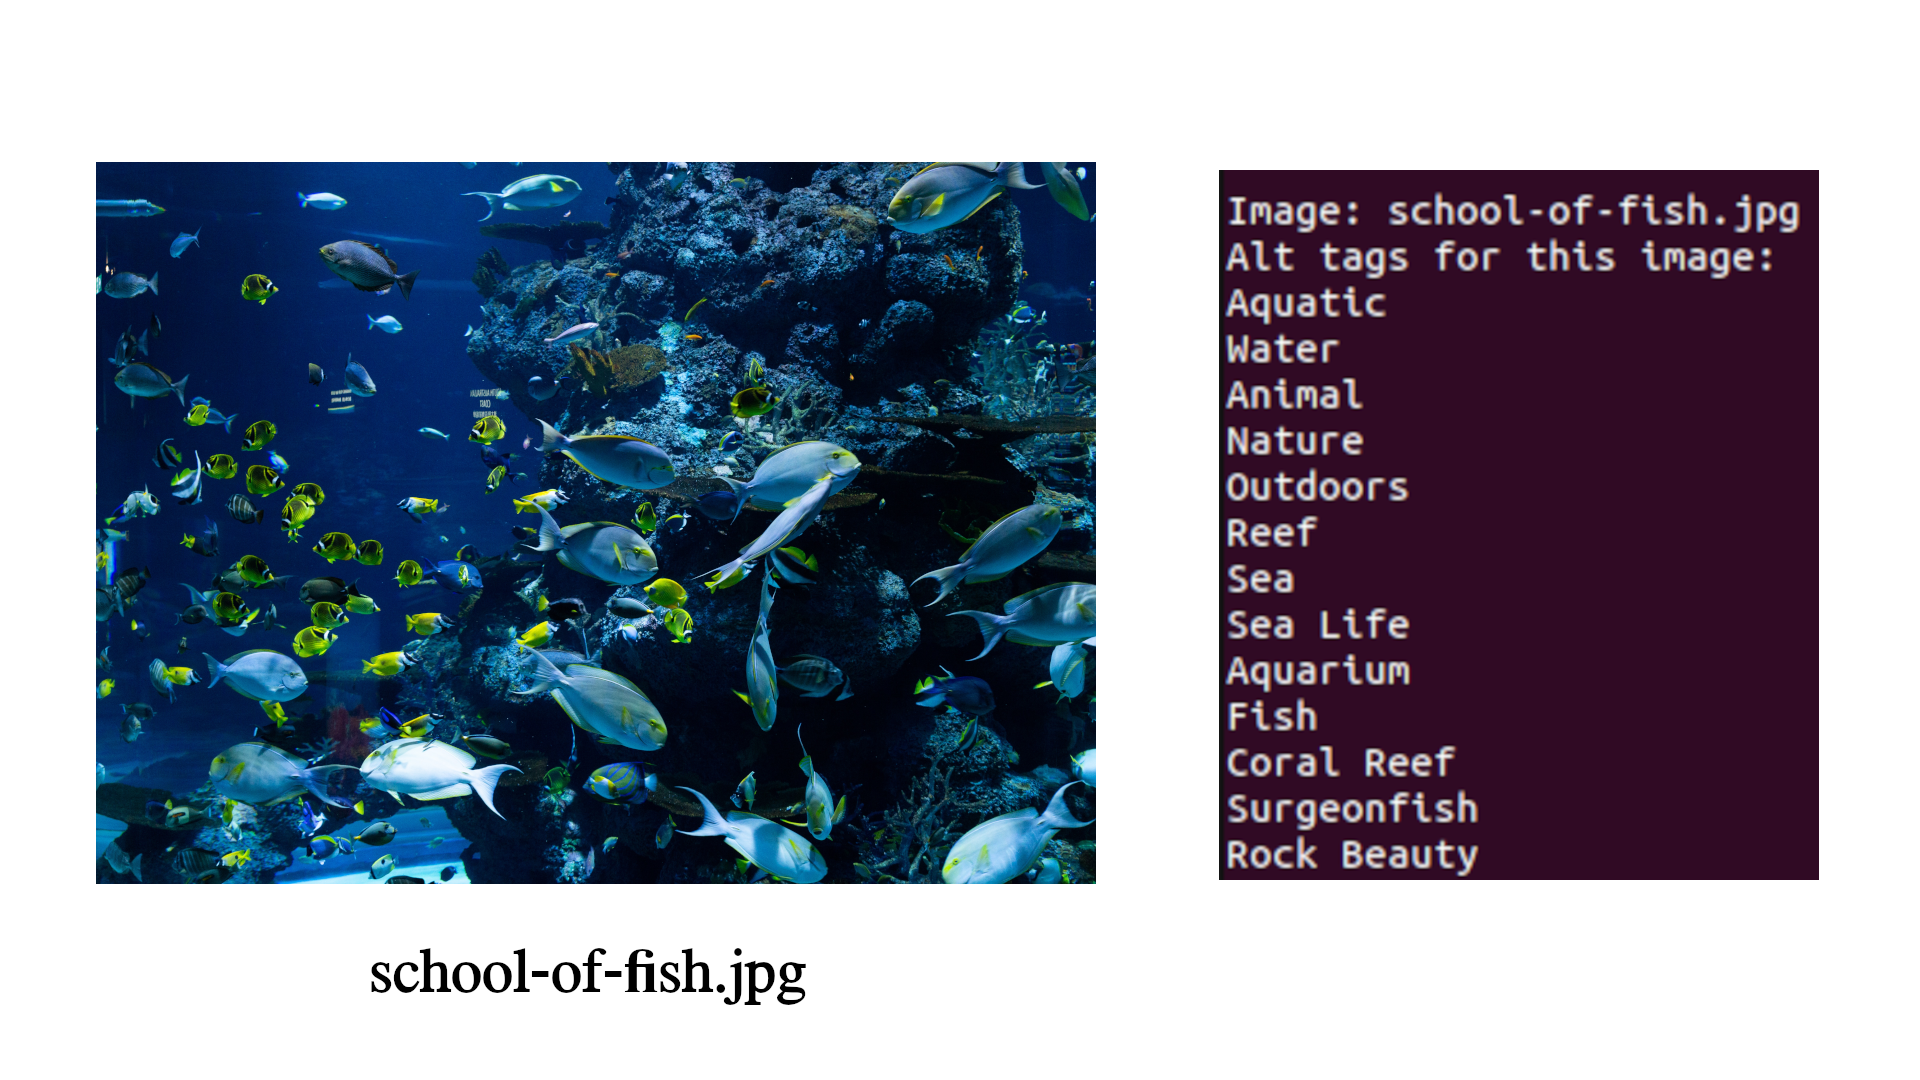 Image: school-of-fish.jpg
Alt tags for this image:
Aquatic
Water
Animal
Nature
Outdoors
Reef
Sea
Sea Life
Aquarium
Fish
Coral Reef
Surgeonfish
Rock Beauty
school-of-fish.jpg